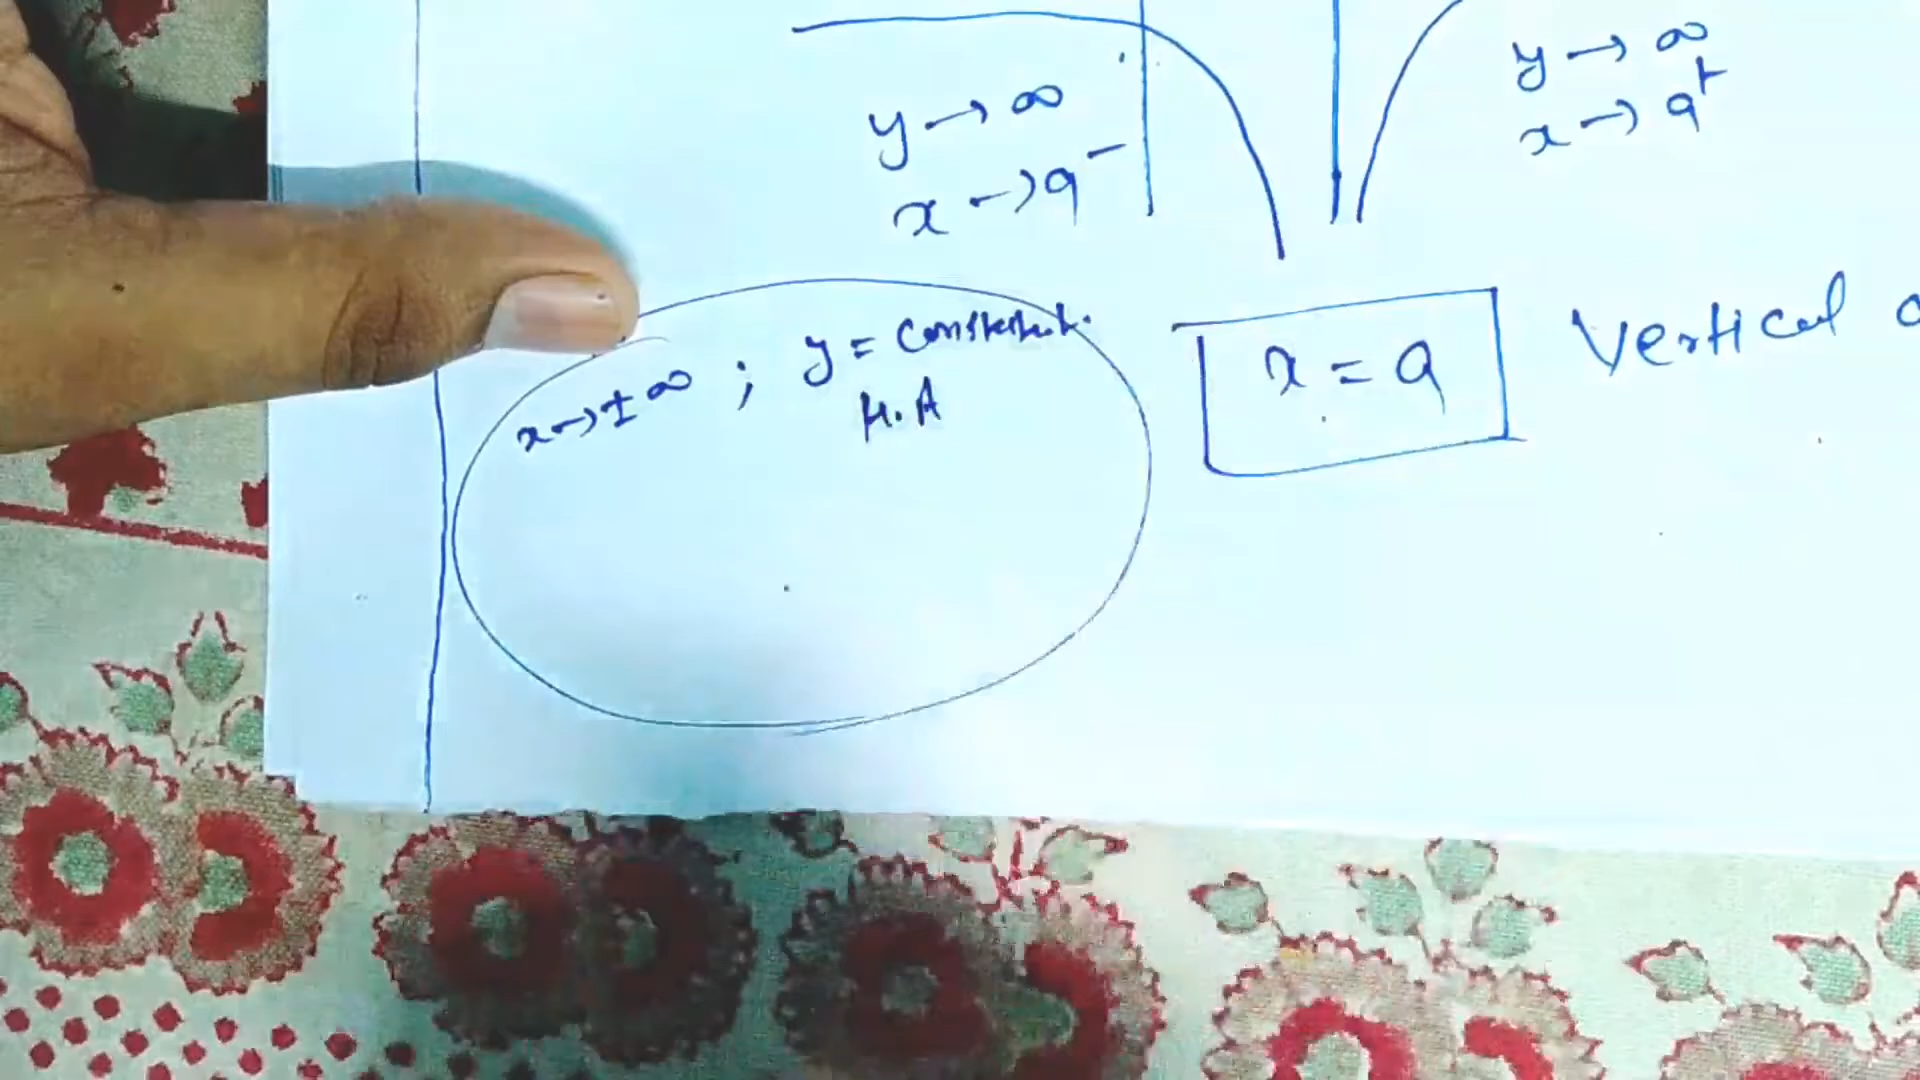 y → ∞
x → a⁻
y → ∞
x → a⁺
x → ± ∞ ; y = constant.
H.A
x = a
Vertical